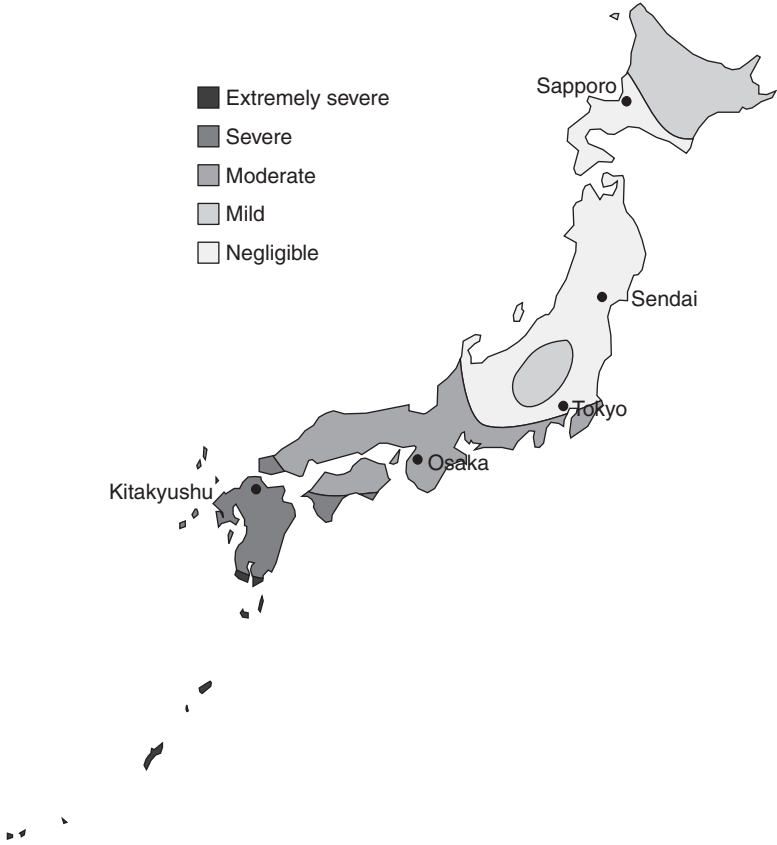 Sapporo
Extremely severe
Severe
Moderate
Mild
Negligible
Sendai
Tokyo
Osaka
Kitakyushu